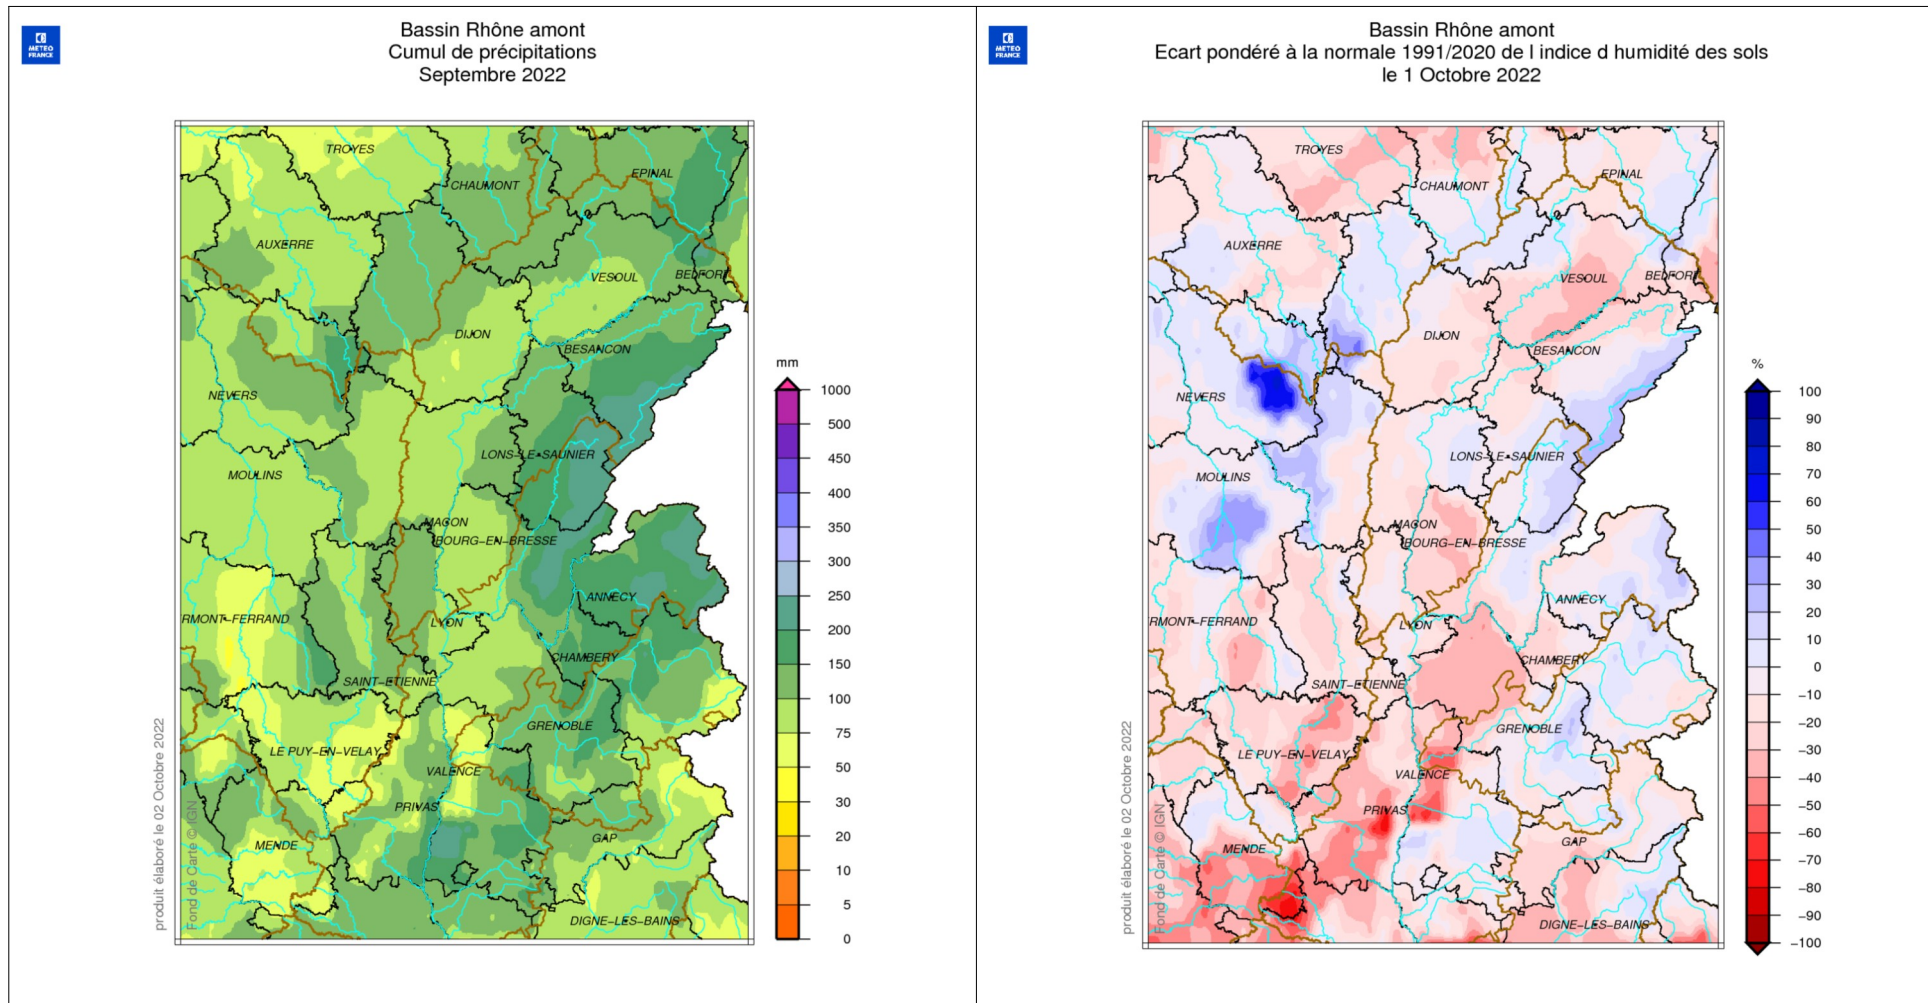 METEO
FRANCE
Bassin Rhône amont
Cumul de précipitations
Septembre 2022
TROYES
CHAUMONT
EPINAL
AUXERRE
VESOUL
BELFORT
DIJON
BESANCON
NEVERS
LONS-LE-SAUNIER
MOULINS
MACON
BOURG-EN-BRESSE
ANNECY
RMONT-FERRAND
LYON
CHAMBERY
SAINT-ETIENNE
GRENOBLE
LE PUY-EN-VELAY
VALENCE
PRIVAS
GAP
MENDE
DIGNE-LES-BAINS
mm
1000
500
450
400
350
300
250
200
150
100
75
50
30
20
10
5
0
produit élaboré le 02 Octobre 2022
Fond de Carte © IGN
METEO
FRANCE
Bassin Rhône amont
Ecart pondéré à la normale 1991/2020 de l indice d humidité des sols
le 1 Octobre 2022
TROYES
CHAUMONT
EPINAL
AUXERRE
VESOUL
BELFORT
DIJON
BESANCON
NEVERS
LONS-LE-SAUNIER
MOULINS
MACON
BOURG-EN-BRESSE
ANNECY
RMONT-FERRAND
LYON
CHAMBERY
SAINT-ETIENNE
GRENOBLE
LE PUY-EN-VELAY
VALENCE
PRIVAS
GAP
MENDE
DIGNE-LES-BAINS
%
100
90
80
70
60
50
40
30
20
10
0
-10
-20
-30
-40
-50
-60
-70
-80
-90
-100
produit élaboré le 02 Octobre 2022
Fond de Carte © IGN